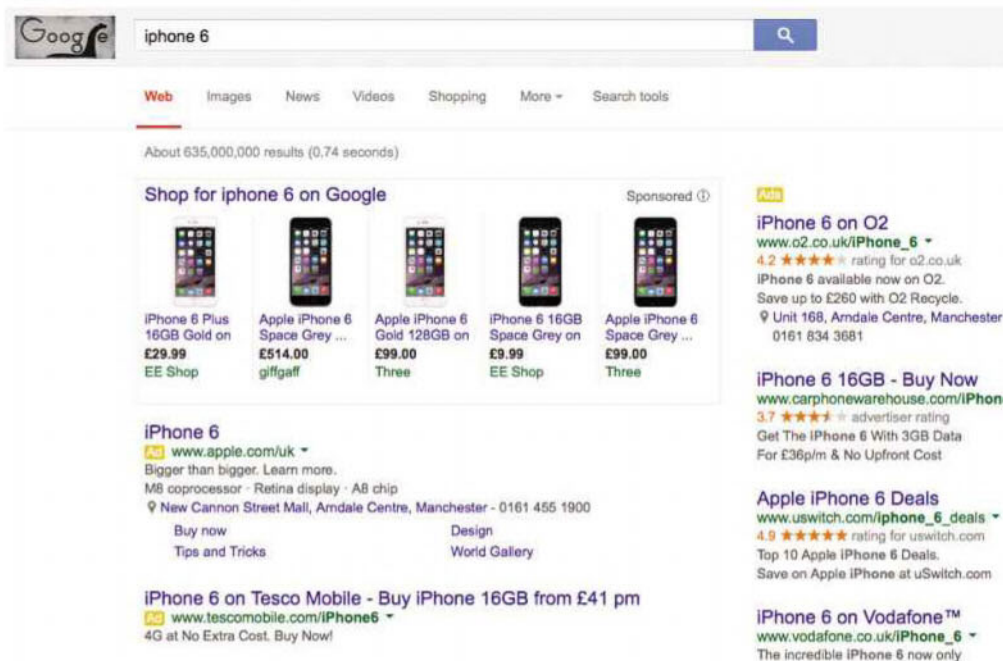 Google
iphone 6
Web Images News Videos Shopping More Search tools
About 635,000,000 results (0.74 seconds)
Shop for iphone 6 on Google
Sponsored
iPhone 6 Plus
16GB Gold on
£29.99
EE Shop
Apple iPhone 6
Space Grey ...
£514.00
giffgaff
Apple iPhone 6
Gold 128GB on
£99.00
Three
iPhone 6 16GB
Space Grey on
£9.99
EE Shop
Apple iPhone 6
Space Grey ...
£99.00
Three
iPhone 6
Ad www.apple.com/uk
Bigger than bigger. Learn more.
M8 coprocessor · Retina display · A8 chip
New Cannon Street Mall, Arndale Centre, Manchester - 0161 455 1900
Buy now Design
Tips and Tricks World Gallery
iPhone 6 on Tesco Mobile - Buy iPhone 16GB from £41 pm
Ad www.tescomobile.com/iPhone6
4G at No Extra Cost. Buy Now!
Ads
iPhone 6 on O2
www.o2.co.uk/iPhone_6
4.2 ★★★★ rating for o2.co.uk
iPhone 6 available now on O2.
Save up to £260 with O2 Recycle.
Unit 168, Arndale Centre, Manchester
0161 834 3681
iPhone 6 16GB - Buy Now
www.carphonewarehouse.com/iPhon
3.7 advertiser rating
Get The iPhone 6 With 3GB Data
For £36p/m & No Upfront Cost
Apple iPhone 6 Deals
www.uswitch.com/iphone_6_deals
4.9 ★★★★★ rating for uswitch.com
Top 10 Apple iPhone 6 Deals.
Save on Apple iPhone at uSwitch.com
iPhone 6 on Vodafone™
www.vodafone.co.uk/iPhone_6
The incredible iPhone 6 now only